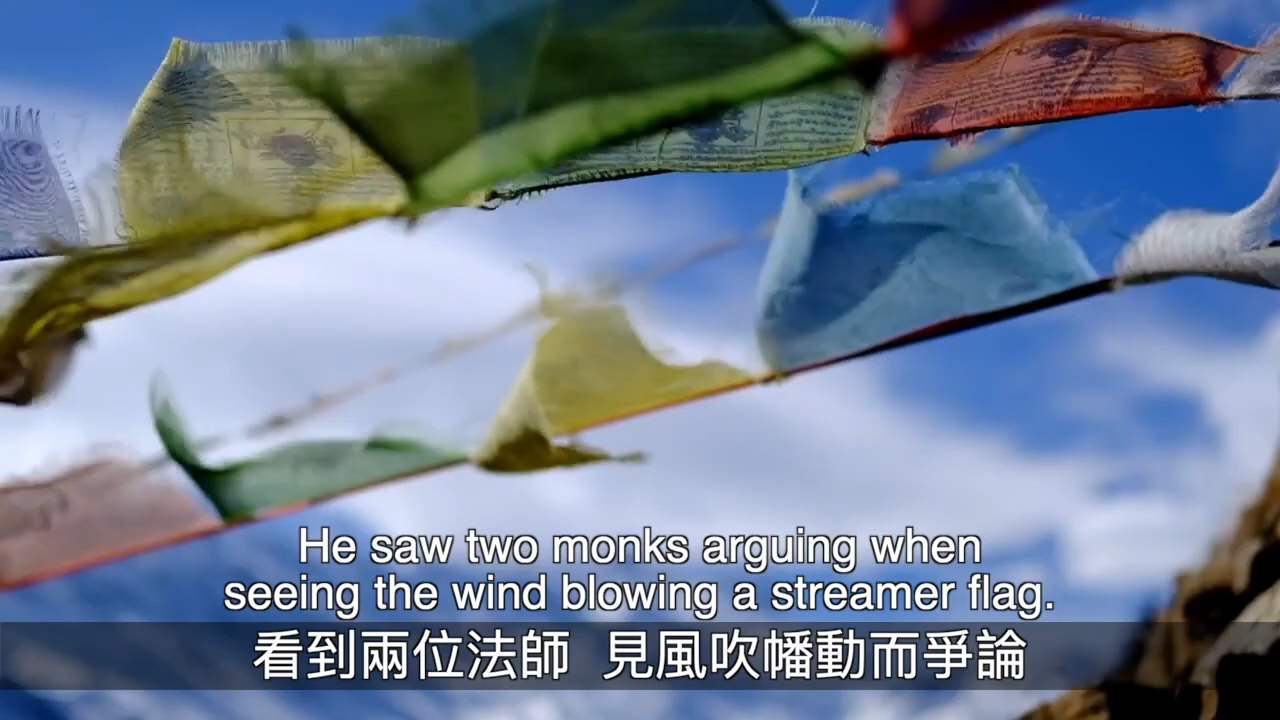 He saw two monks arguing when
seeing the wind blowing a streamer flag.
看到兩位法師 見風吹幡動而爭論